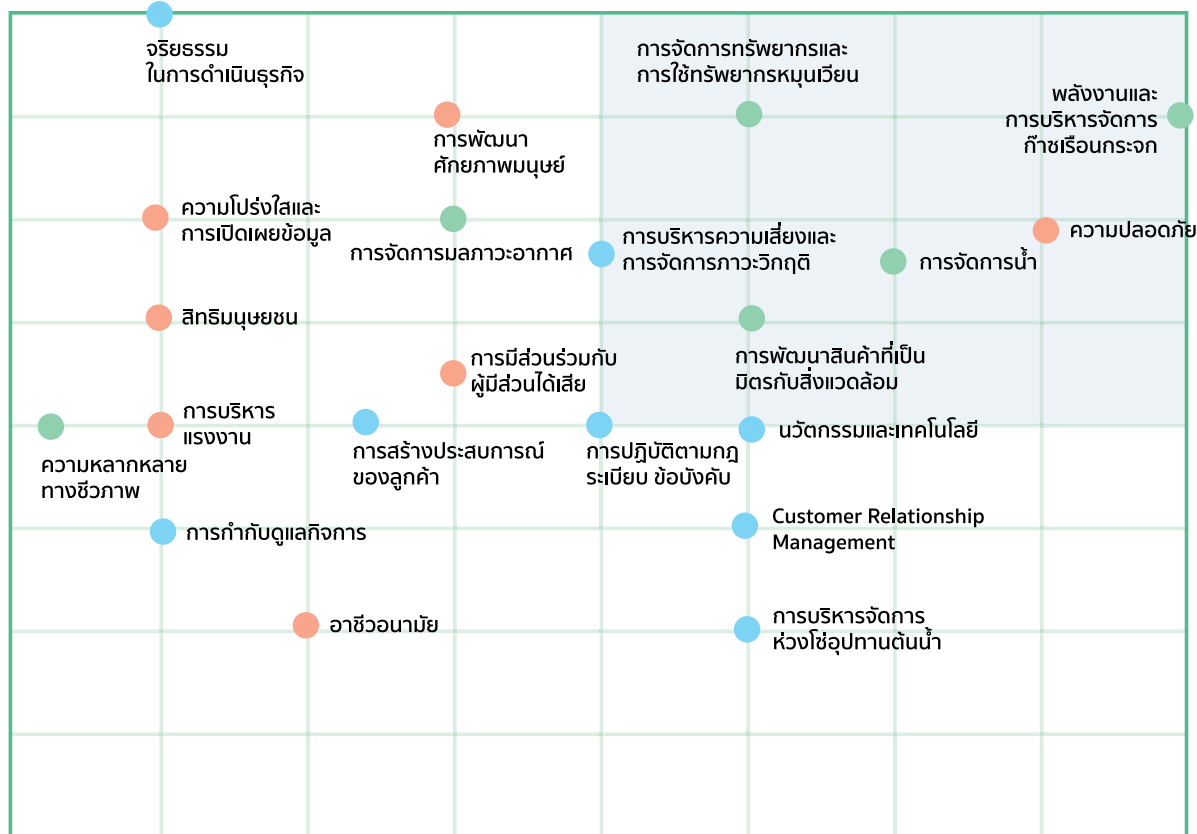 จริยธรรม
ในการดำเนินธุรกิจ
การจัดการทรัพยากรและ
การใช้ทรัพยากรหมุนเวียน
พลังงานและ
การบริหารจัดการ
ก๊าซเรือนกระจก
การพัฒนา
ศักยภาพมนุษย์
ความโปร่งใสและ
การเปิดเผยข้อมูล
การจัดการมลภาวะอากาศ
การบริหารความเสี่ยงและ
การจัดการภาวะวิกฤติ
การจัดการน้ำ
ความปลอดภัย
สิทธิมนุษยชน
การมีส่วนร่วมกับ
ผู้มีส่วนได้เสีย
การพัฒนาสินค้าที่เป็น
มิตรกับสิ่งแวดล้อม
ความหลากหลาย
ทางชีวภาพ
การบริหาร
แรงงาน
การสร้างประสบการณ์
ของลูกค้า
การปฏิบัติตามกฎ
ระเบียบ ข้อบังคับ
นวัตกรรมและเทคโนโลยี
การกำกับดูแลกิจการ
Customer Relationship
Management
อาชีวอนามัย
การบริหารจัดการ
ห่วงโซ่อุปทานต้นน้ำ